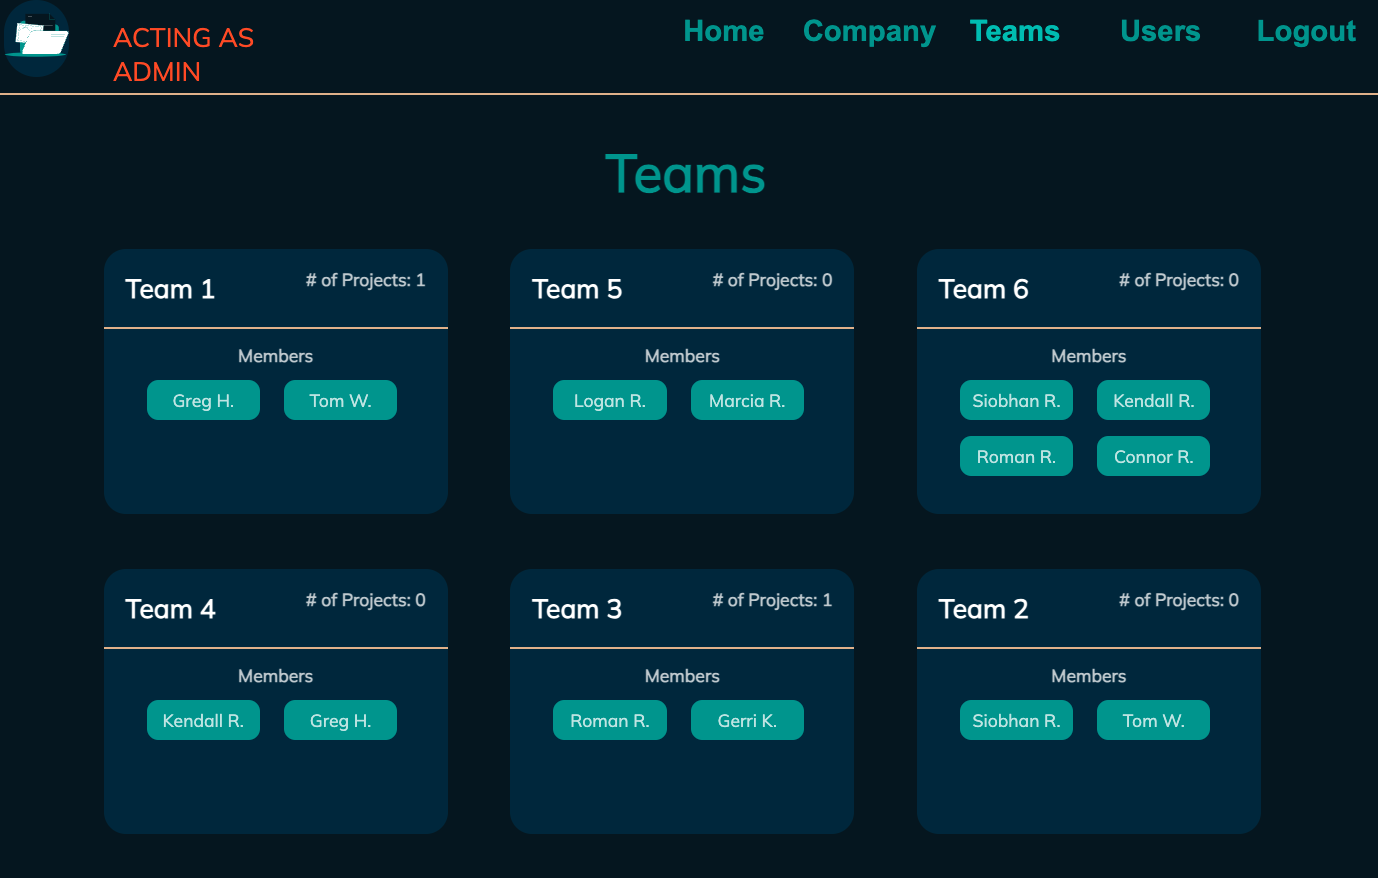 ACTING AS
ADMIN
Home Company Teams Users Logout
Teams
Team 1
# of Projects: 1
Members
Greg H. Tom W.
Team 5
# of Projects: 0
Members
Logan R. Marcia R.
Team 6
# of Projects: 0
Members
Siobhan R. Kendall R.
Roman R. Connor R.
Team 4
# of Projects: 0
Members
Kendall R. Greg H.
Team 3
# of Projects: 1
Members
Roman R. Gerri K.
Team 2
# of Projects: 0
Members
Siobhan R. Tom W.